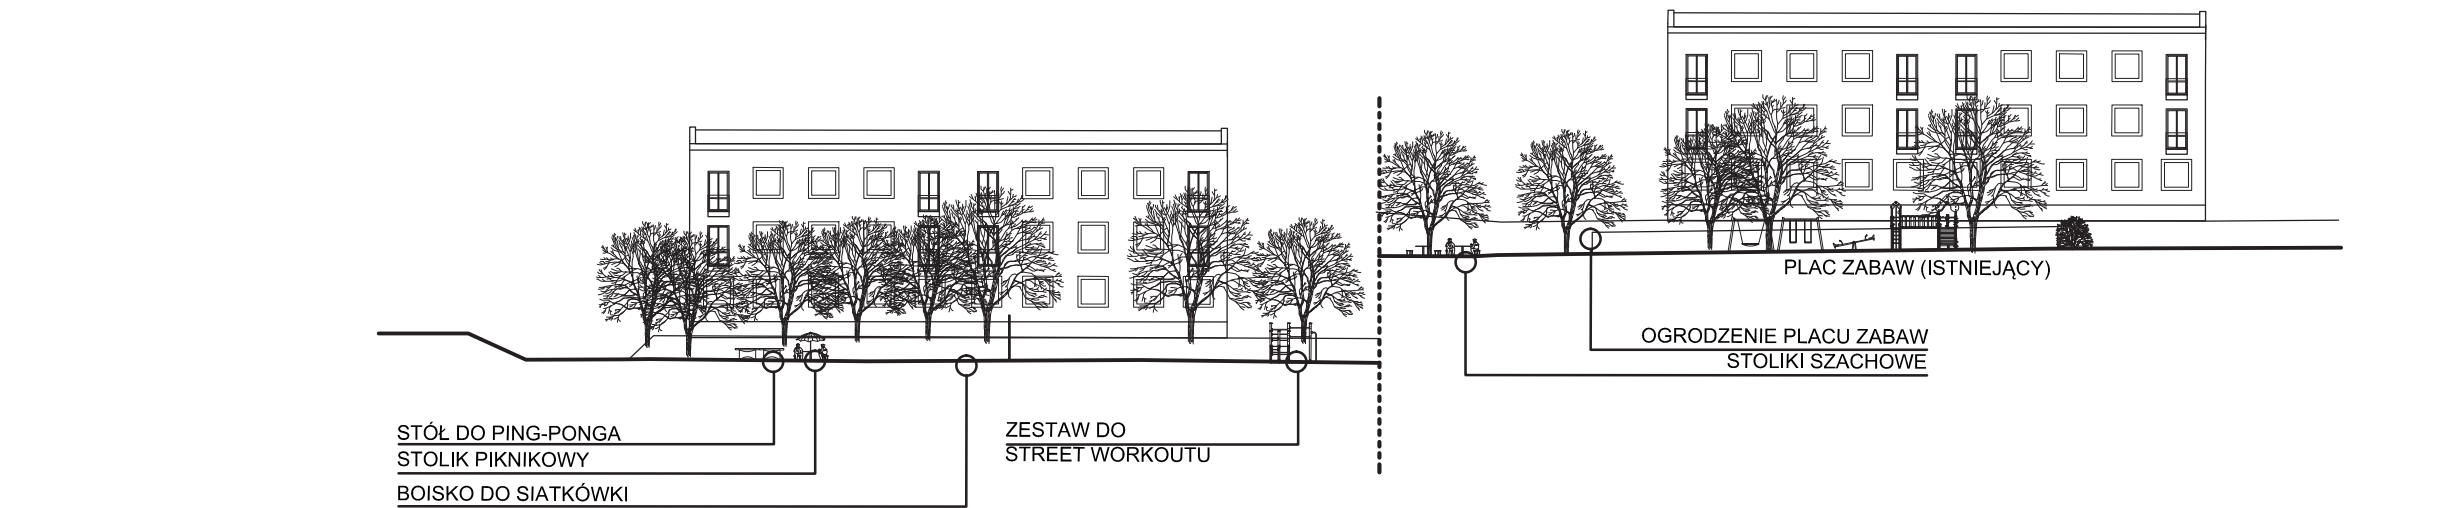 STÓŁ DO PING-PONGA
STOLIK PIKNIKOWY
BOISKO DO SIATKÓWKI
ZESTAW DO
STREET WORKOUTU
PLAC ZABAW (ISTNIEJĄCY)
OGRODZENIE PLACU ZABAW
STOLIKI SZACHOWE